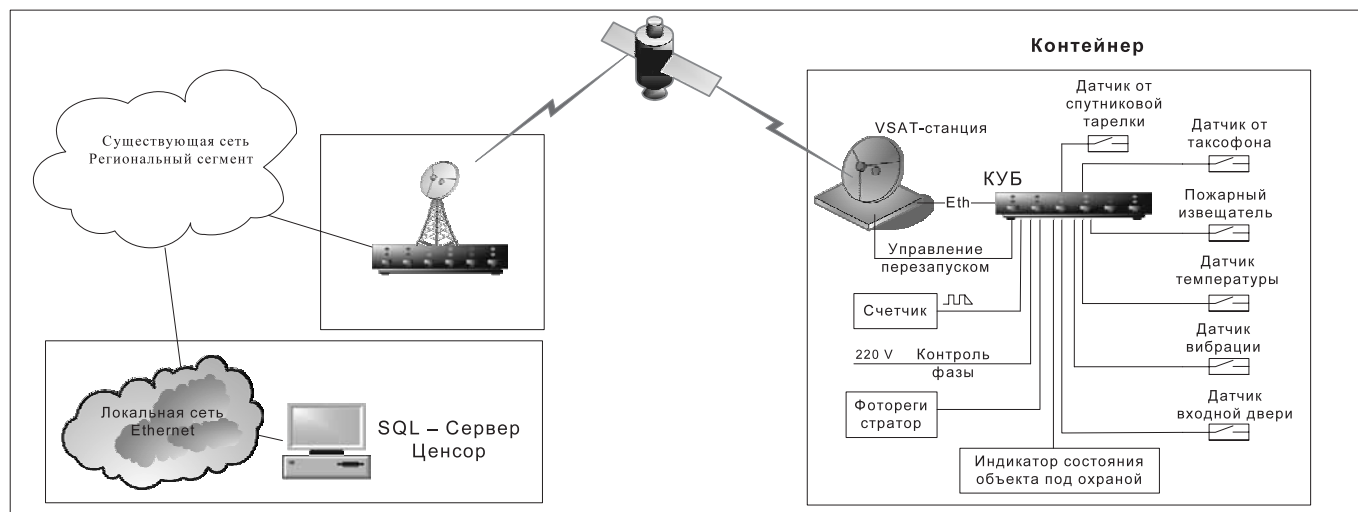 Контейнер
Существующая сеть
Региональный сегмент
Локальная сеть
Ethernet
SQL – Сервер
Ценсор
VSAT-станция
Eth
КУБ
Управление
перезапуском
Счетчик
220 V
Контроль
фазы
Фотореги
стратор
Индикатор состояния
объекта под охраной
Датчик от
спутниковой
тарелки
Датчик от
таксофона
Пожарный
извещатель
Датчик
температуры
Датчик
вибрации
Датчик
входной двери